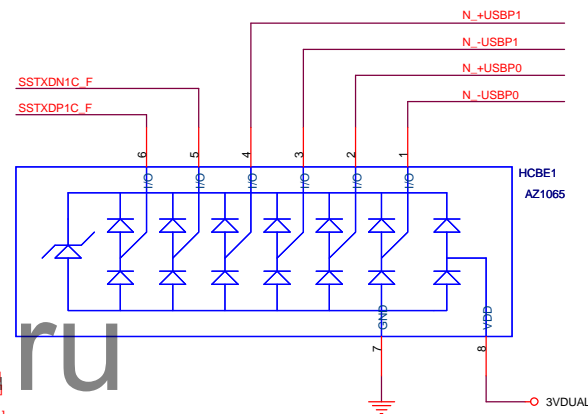 N_+USBP1
N_-USBP1
SSTXDN1C_F
N_+USBP0
SSTXDP1C_F
N_-USBP0
6 5 4 3 2 1
I/O I/O I/O I/O I/O I/O
HCBE1
AZ1065
GND VDD
ru
7 8
3VDUAL